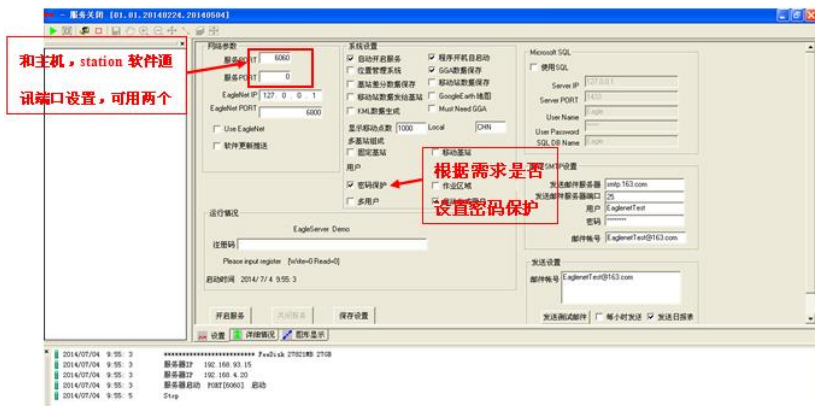 服务关闭 [01.01.20140224.20140504]
和主机，station 软件通
讯端口设置，可用两个
网络参数
服务PORT 6060
服务PORT 0
EagleNet IP 127. 0 . 0 . 1
EagleNet PORT 6800
Use EagleNet
软件更新推送
系统设置
自动开启服务
程序开机自启动
位置管理系统
GGA数据保存
基站差分数据保存
移动站数据保存
移动站数据发给基站
GoogleEarth 地图
KML数据生成
Must Need GGA
显示移动点数 1000 Local CHN
多基站组成
固定基站
移动基站
用户
密码保护
作业区域
多用户
根据需求是否
设置密码保护
Microsoft SQL
使用SQL
Server IP 127.0.0.1
Server PORT 1433
User Name Eagle
User Password
SQL DB Name Eagle
SMTP设置
发送邮件服务器 smtp.163.com
发送邮件服务器端口 25
用户 EaglenetTest
密码 ********
邮件帐号 EaglenetTest@163.com
运行情况
EagleServer Demo
注册码
Please input register [Write=0 Read=0]
启动时间 2014/7/4 9:55:3
发送设置
邮件帐号 EaglenetTest@163.com
开启服务
关闭服务
保存设置
发送测试邮件
每小时发送
发送日报表
设置
详细情况
图形显示
2014/07/04 9:55: 3 FreDisk 27821MB 27GB
2014/07/04 9:55: 3 服务器IP 192.168.93.15
2014/07/04 9:55: 3 服务器IP 192.168.4.20
2014/07/04 9:55: 3 服务器启动 PORT[6060] 启动
2014/07/04 9:55: 5 Stop